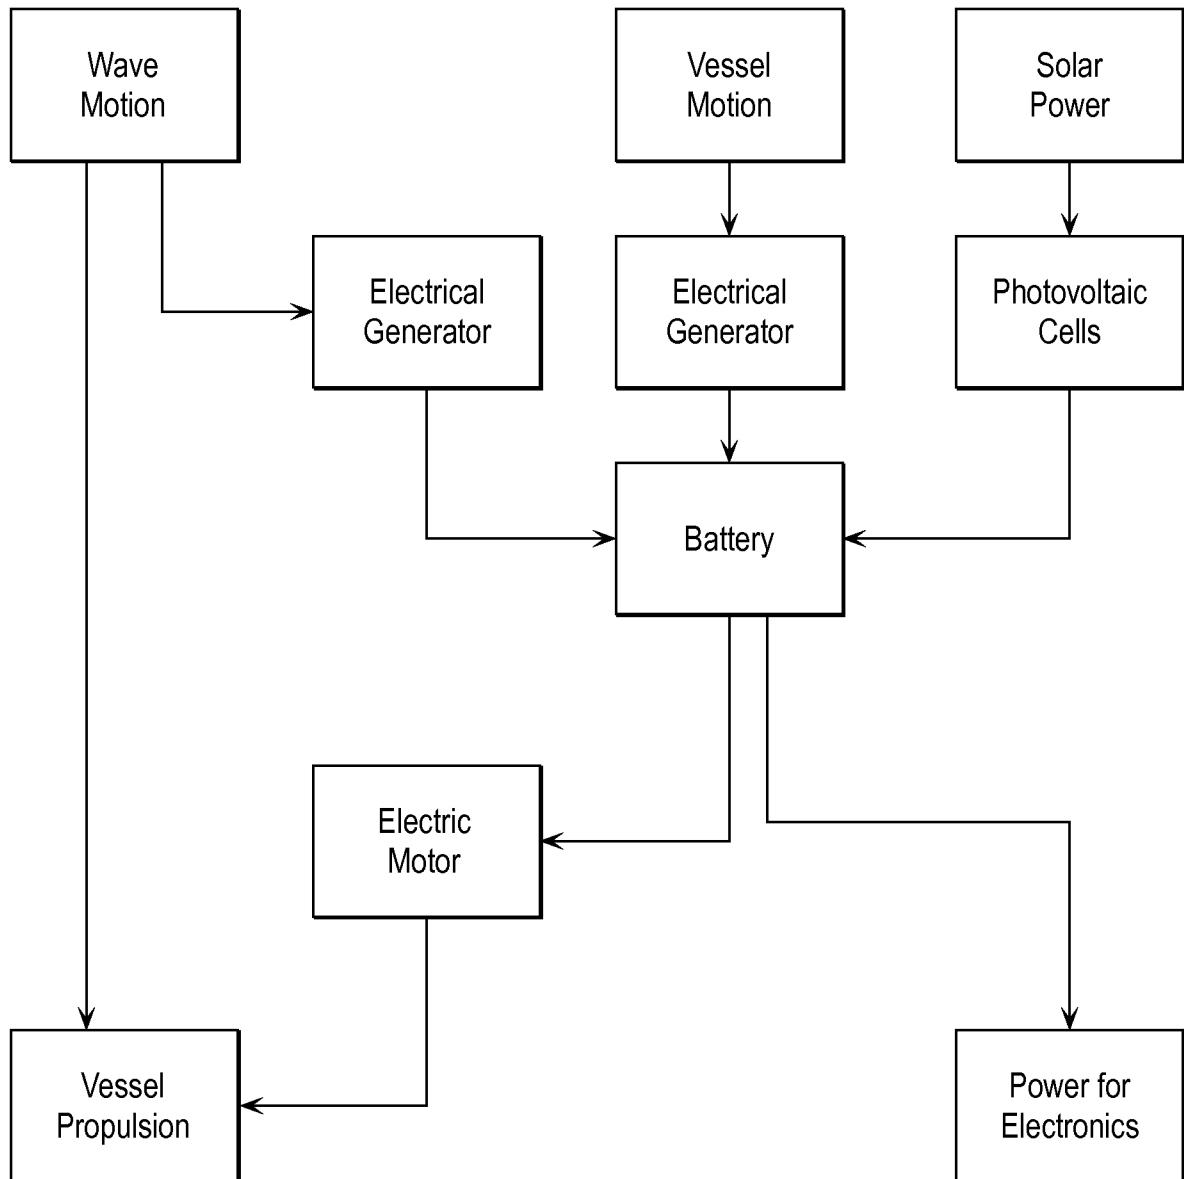 Wave
Motion
Vessel
Motion
Solar
Power
Electrical
Generator
Electrical
Generator
Photovoltaic
Cells
Battery
Electric
Motor
Vessel
Propulsion
Power for
Electronics